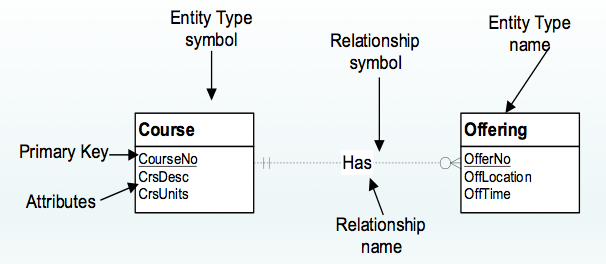 Entity Type
symbol
Relationship
symbol
Entity Type
name
Course
Offering
Primary Key
CourseNo
CrsDesc
CrsUnits
Attributes
Has
OfferNo
OffLocation
OffTime
Relationship
name